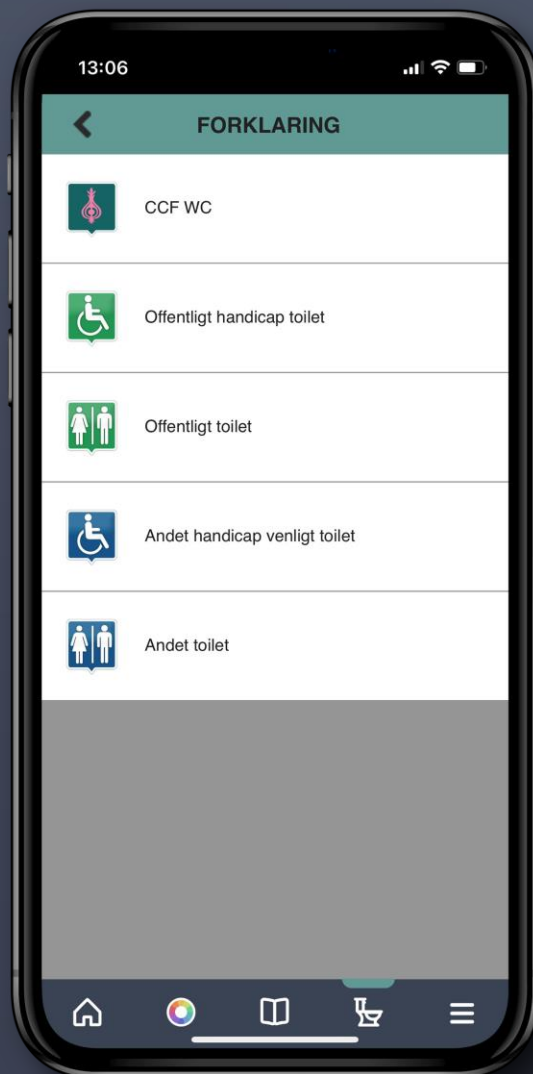 13:06
FORKLARING
CCF WC
Offentligt handicap toilet
Offentligt toilet
Andet handicap venligt toilet
Andet toilet